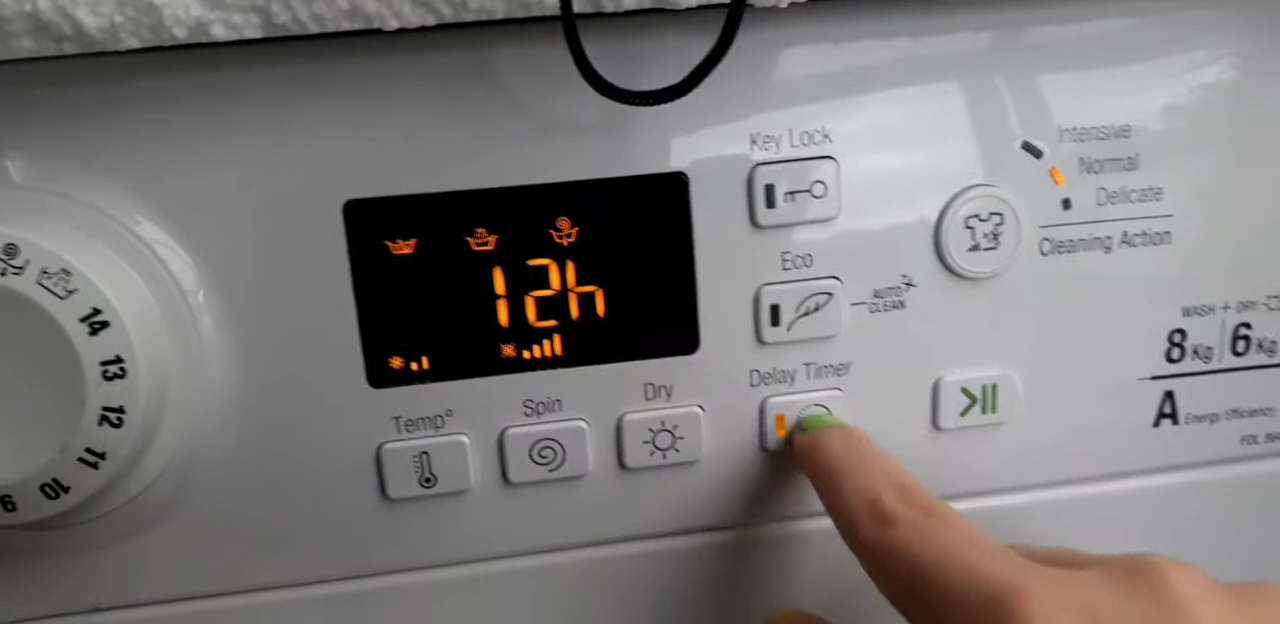 Key Lock
Intensive
Normal
Delicate
Cleaning Action
12h
Eco
AUTO
CLEAN
Delay Timer
Temp°
Spin
Dry
WASH + DRY
8Kg/6Kg
A Energy Efficiency
14
13
12
11
10
9